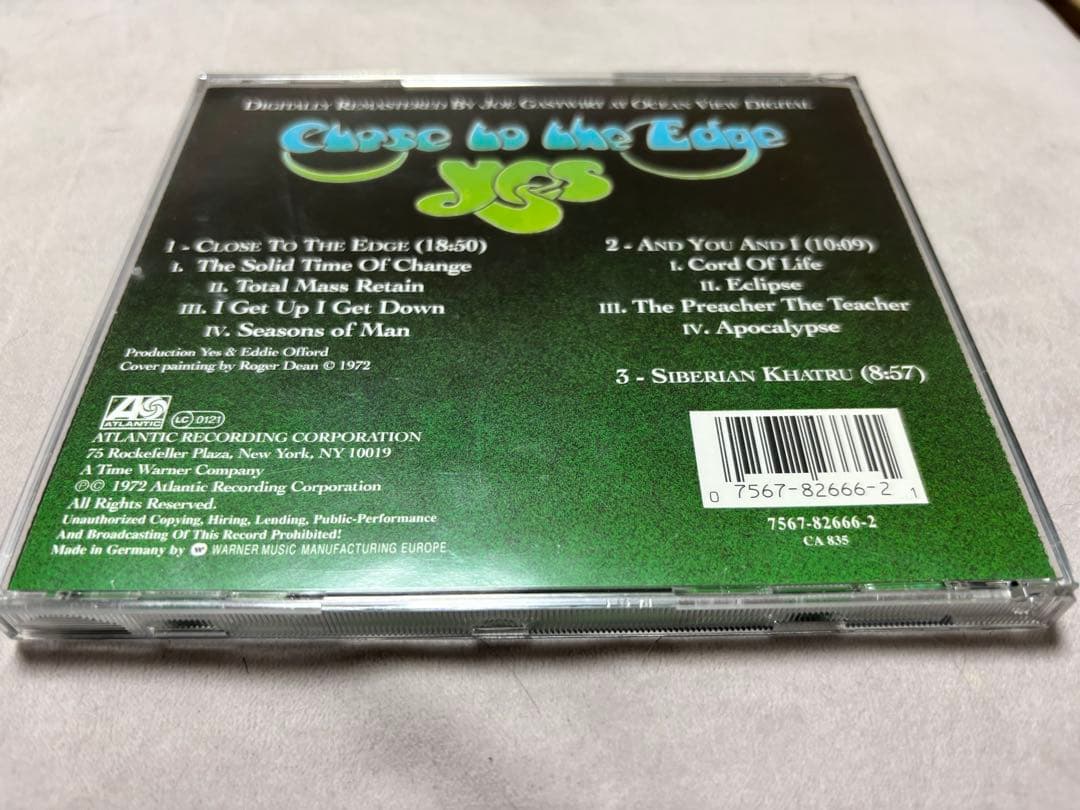 Digitally Remastered By Joe Gastwirt at Ocean View Digital
Close to the Edge
yes
1 - Close To The Edge (18:50)
I. The Solid Time Of Change
II. Total Mass Retain
III. I Get Up I Get Down
IV. Seasons of Man
Production Yes & Eddie Offord
Cover painting by Roger Dean © 1972
2 - And You And I (10:09)
I. Cord Of Life
II. Eclipse
III. The Preacher The Teacher
IV. Apocalypse
3 - Siberian Khatru (8:57)
ATLANTIC
LC 0121
ATLANTIC RECORDING CORPORATION
75 Rockefeller Plaza, New York, NY 10019
A Time Warner Company
℗© 1972 Atlantic Recording Corporation
All Rights Reserved.
Unauthorized Copying, Hiring, Lending, Public-Performance
And Broadcasting Of This Record Prohibited!
Made in Germany by WARNER MUSIC MANUFACTURING EUROPE
0 7567-82666-2 1
7567-82666-2
CA 835